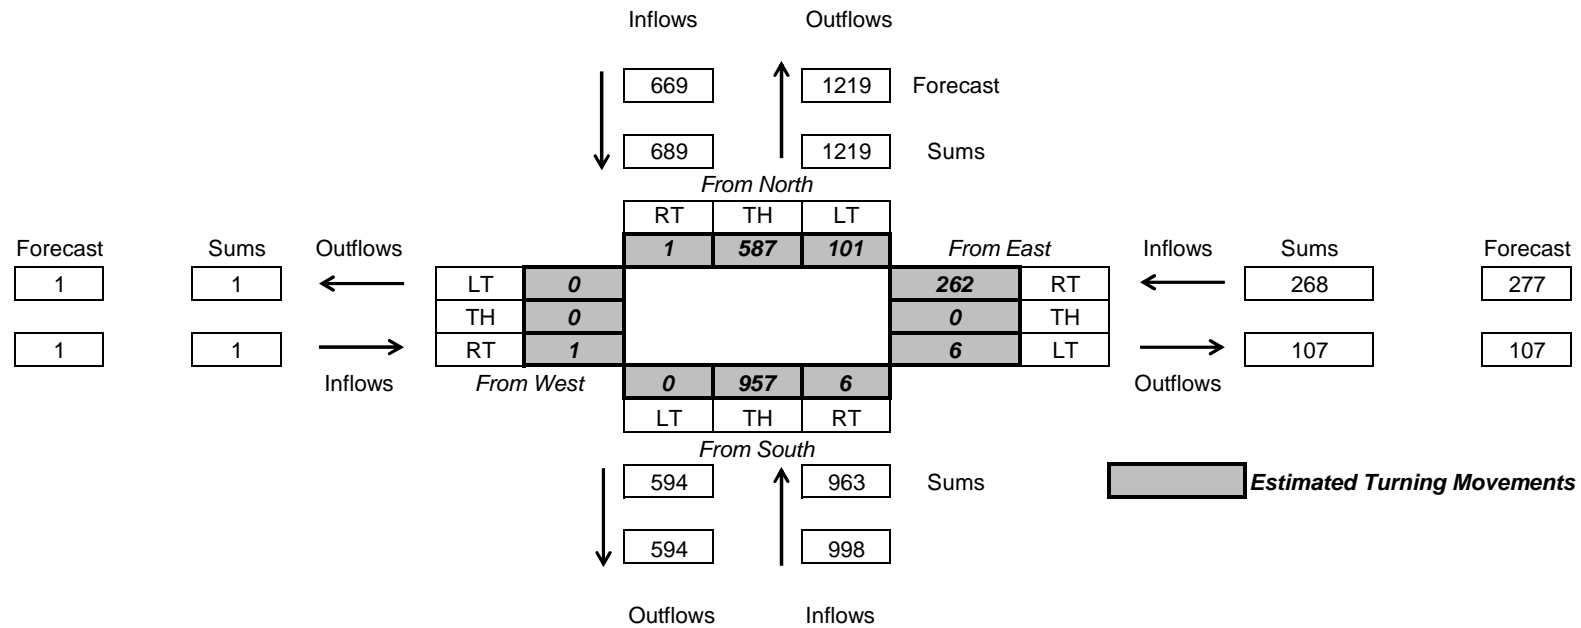 Inflows Outflows
669 1219 Forecast
689 1219 Sums
From North
RT TH LT
Forecast Sums Outflows 1 587 101 From East Inflows Sums Forecast
1 1 LT 0 262 RT 268 277
TH 0 0 TH
1 1 RT 1 6 LT 107 107
Inflows From West 0 957 6 Outflows
LT TH RT
From South
594 963 Sums Estimated Turning Movements
594 998
Outflows Inflows